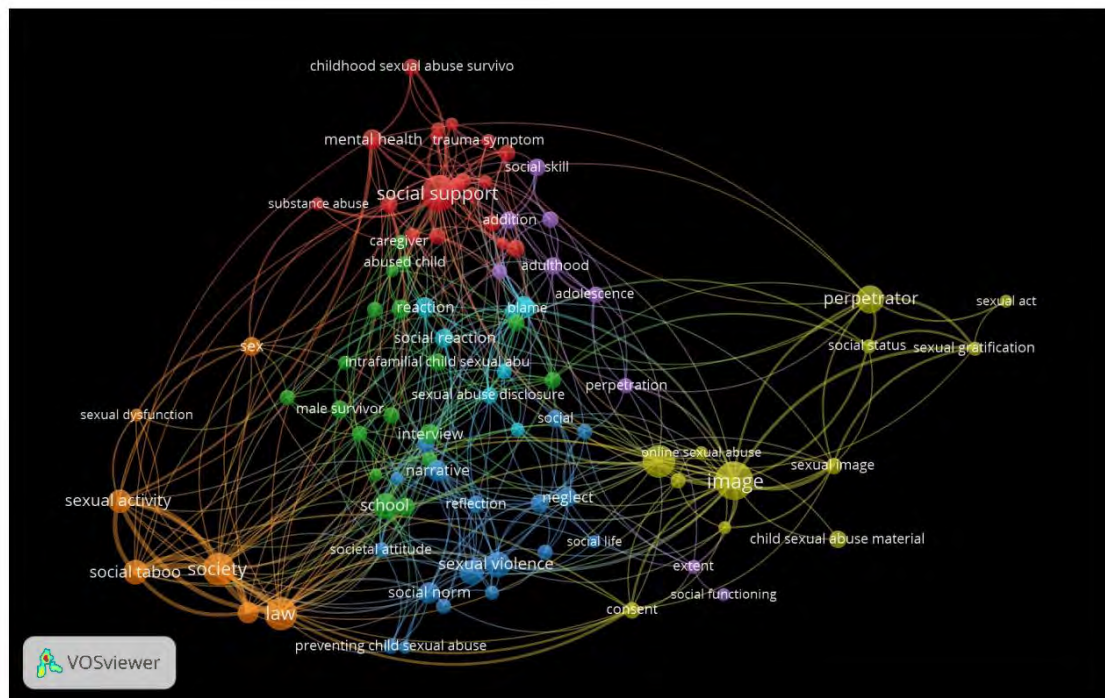 childhood sexual abuse survivo
mental health
trauma symptom
social skill
social support
substance abuse
addition
caregiver
abused child
adulthood
adolescence
perpetrator
sexual act
reaction
blame
social reaction
social status
sexual gratification
sex
intrafamilial child sexual abu
perpetration
sexual abuse disclosure
male survivor
sexual dysfunction
social
interview
online sexual abuse
narrative
sexual image
image
sexual activity
school
reflection
neglect
child sexual abuse material
societal attitude
social life
sexual violence
extent
social taboo
society
social norm
social functioning
law
consent
preventing child sexual abuse
VOSviewer